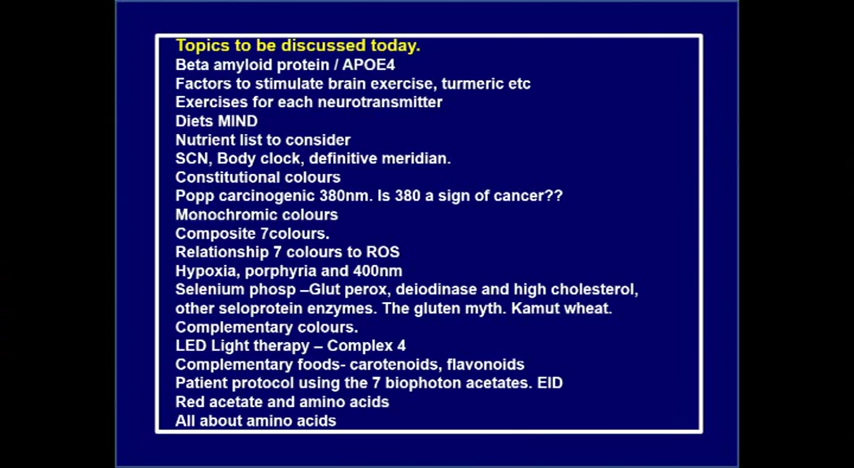 Topics to be discussed today.
Beta amyloid protein / APOE4
Factors to stimulate brain exercise, turmeric etc
Exercises for each neurotransmitter
Diets MIND
Nutrient list to consider
SCN, Body clock, definitive meridian.
Constitutional colours
Popp carcinogenic 380nm. Is 380 a sign of cancer??
Monochromic colours
Composite 7colours.
Relationship 7 colours to ROS
Hypoxia, porphyria and 400nm
Selenium phosp –Glut perox, deiodinase and high cholesterol,
other seloprotein enzymes. The gluten myth. Kamut wheat.
Complementary colours.
LED Light therapy – Complex 4
Complementary foods- carotenoids, flavonoids
Patient protocol using the 7 biophoton acetates. EID
Red acetate and amino acids
All about amino acids